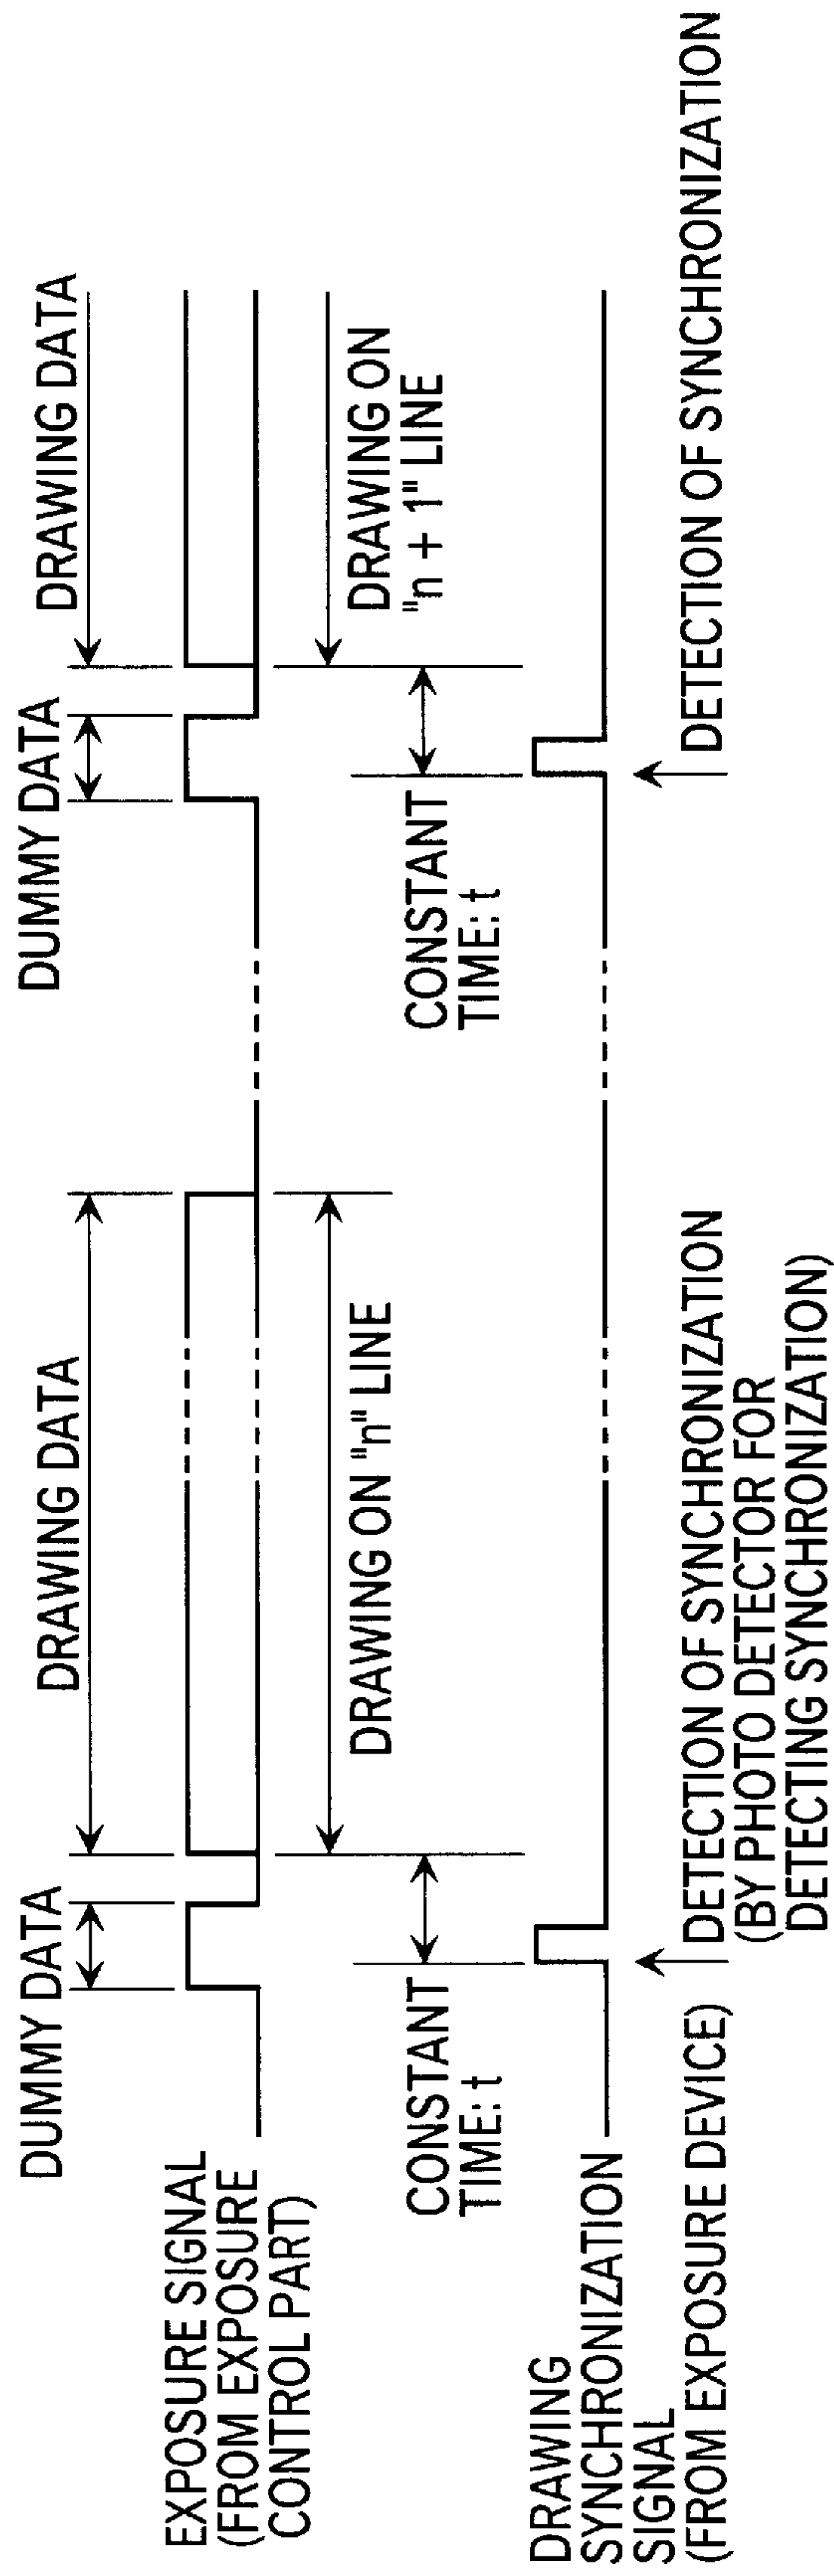 DUMMY DATA
DRAWING DATA
DUMMY DATA
DRAWING DATA
EXPOSURE SIGNAL
(FROM EXPOSURE
CONTROL PART)
DRAWING ON "n" LINE
DRAWING ON
"n + 1" LINE
CONSTANT
TIME: t
CONSTANT
TIME: t
DRAWING
SYNCHRONIZATION
SIGNAL
(FROM EXPOSURE DEVICE)
DETECTION OF SYNCHRONIZATION
(BY PHOTO DETECTOR FOR
DETECTING SYNCHRONIZATION)
DETECTION OF SYNCHRONIZATION